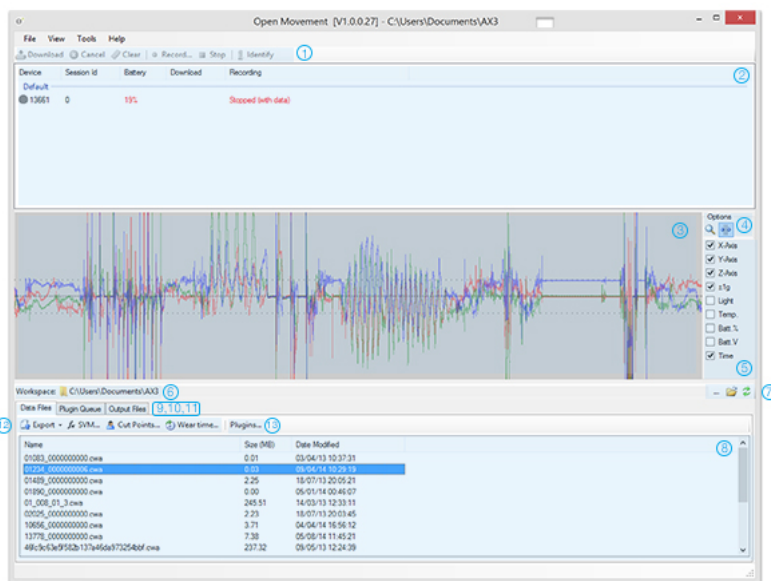 Open Movement [V1.0.0.27] - C:\Users\Documents\AX3
File View Tools Help
Download Cancel Clear Record... Stop Identify 1
Device Session Id Battery Download Recording 2
Default
13661 0 19% Stopped (with data)
3
Options
4
X-Axis
Y-Axis
Z-Axis
±1g
Light
Temp.
Batt.%
Batt.V
Time
5
Workspace: C:\Users\Documents\AX3 6 7
Data Files Plugin Queue Output Files 9,10,11
12 Export SVM... Cut Points... Wear time... Plugins... 13
Name Size (MB) Date Modified 8
01083_0000000000.cwa 0.01 03/04/13 10:37:31
01234_0000000006.cwa 0.03 09/04/14 10:29:19
01489_0000000000.cwa 2.25 18/07/13 20:05:21
01890_0000000000.cwa 0.00 05/01/14 00:46:07
01_008_01_3.cwa 245.51 14/03/13 12:33:11
02025_0000000000.cwa 2.23 18/07/13 20:03:45
10656_0000000000.cwa 3.71 04/04/14 16:56:12
13778_0000000000.cwa 7.38 05/08/14 11:45:21
237.32 09/05/13 12:24:39